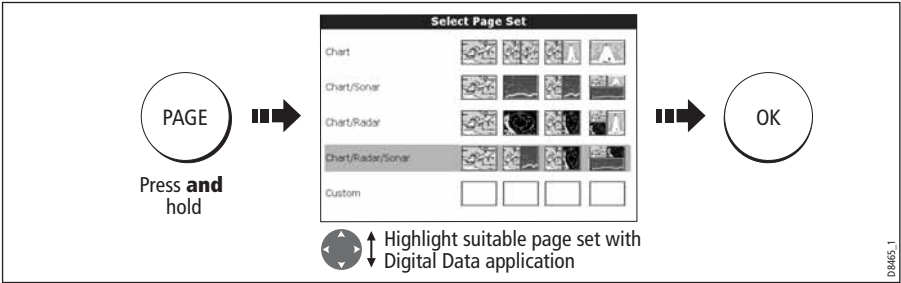 Select Page Set
Chart
Chart/Sonar
Chart/Radar
Chart/Radar/Sonar
Custom
PAGE
Press and
hold
OK
Highlight suitable page set with
Digital Data application
D8465_1